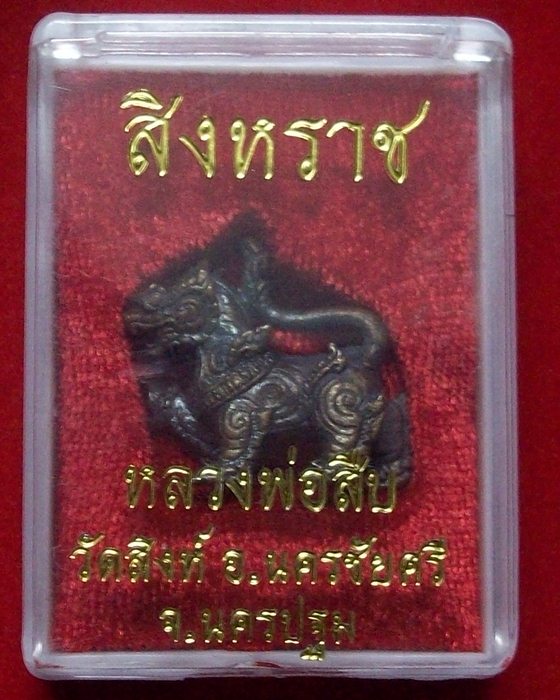 สิงหราช
หลวงพ่อสืบ
วัดสิงห์ อ.นครชัยศรี
จ.นครปฐม